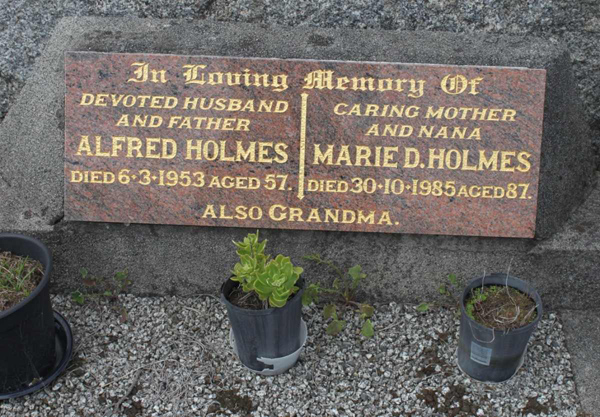 In Loving Memory Of
DEVOTED HUSBAND
AND FATHER
ALFRED HOLMES
DIED 6·3·1953 AGED 57.
CARING MOTHER
AND NANA
MARIE D. HOLMES
DIED 30·10·1985 AGED 87.
ALSO GRANDMA.